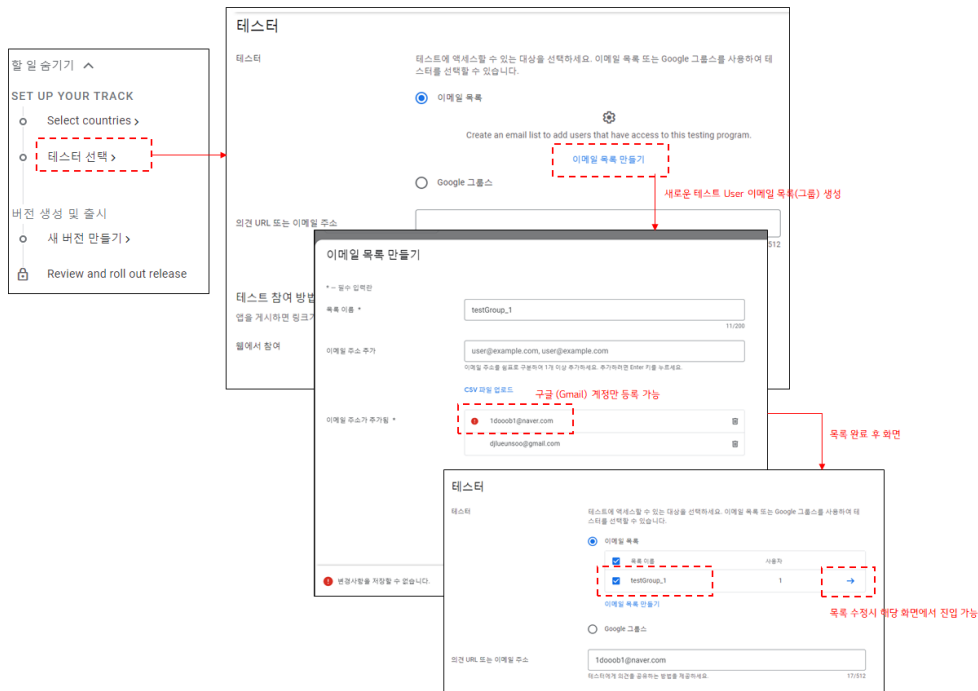 할 일 숨기기
SET UP YOUR TRACK
Select countries
테스터 선택
버전 생성 및 출시
새 버전 만들기
Review and roll out release
테스터
테스터
테스트에 액세스할 수 있는 대상을 선택하세요. 이메일 목록 또는 Google 그룹스를 사용하여 테
스터를 선택할 수 있습니다.
이메일 목록
Create an email list to add users that have access to this testing program.
이메일 목록 만들기
Google 그룹스
새로운 테스트 User 이메일 목록(그룹) 생성
의견 URL 또는 이메일 주소
512
테스트 참여 방법
앱을 게시하면 링크가
웹에서 참여
이메일 목록 만들기
* – 필수 입력란
목록 이름 *
testGroup_1
11/200
이메일 주소 추가
user@example.com, user@example.com
이메일 주소를 쉼표로 구분하여 1개 이상 추가하세요. 추가하려면 Enter 키를 누르세요.
CSV 파일 업로드
구글 (Gmail) 계정만 등록 가능
이메일 주소가 추가됨 *
1dooob1@naver.com
djlueunsoo@gmail.com
변경사항을 저장할 수 없습니다.
목록 완료 후 화면
테스터
테스터
테스트에 액세스할 수 있는 대상을 선택하세요. 이메일 목록 또는 Google 그룹스를 사용하여 테
스터를 선택할 수 있습니다.
이메일 목록
목록 이름
사용자
testGroup_1
1
이메일 목록 만들기
목록 수정시 해당 화면에서 진입 가능
Google 그룹스
의견 URL 또는 이메일 주소
1dooob1@naver.com
테스터에게 의견을 공유하는 방법을 제공하세요.
17/512